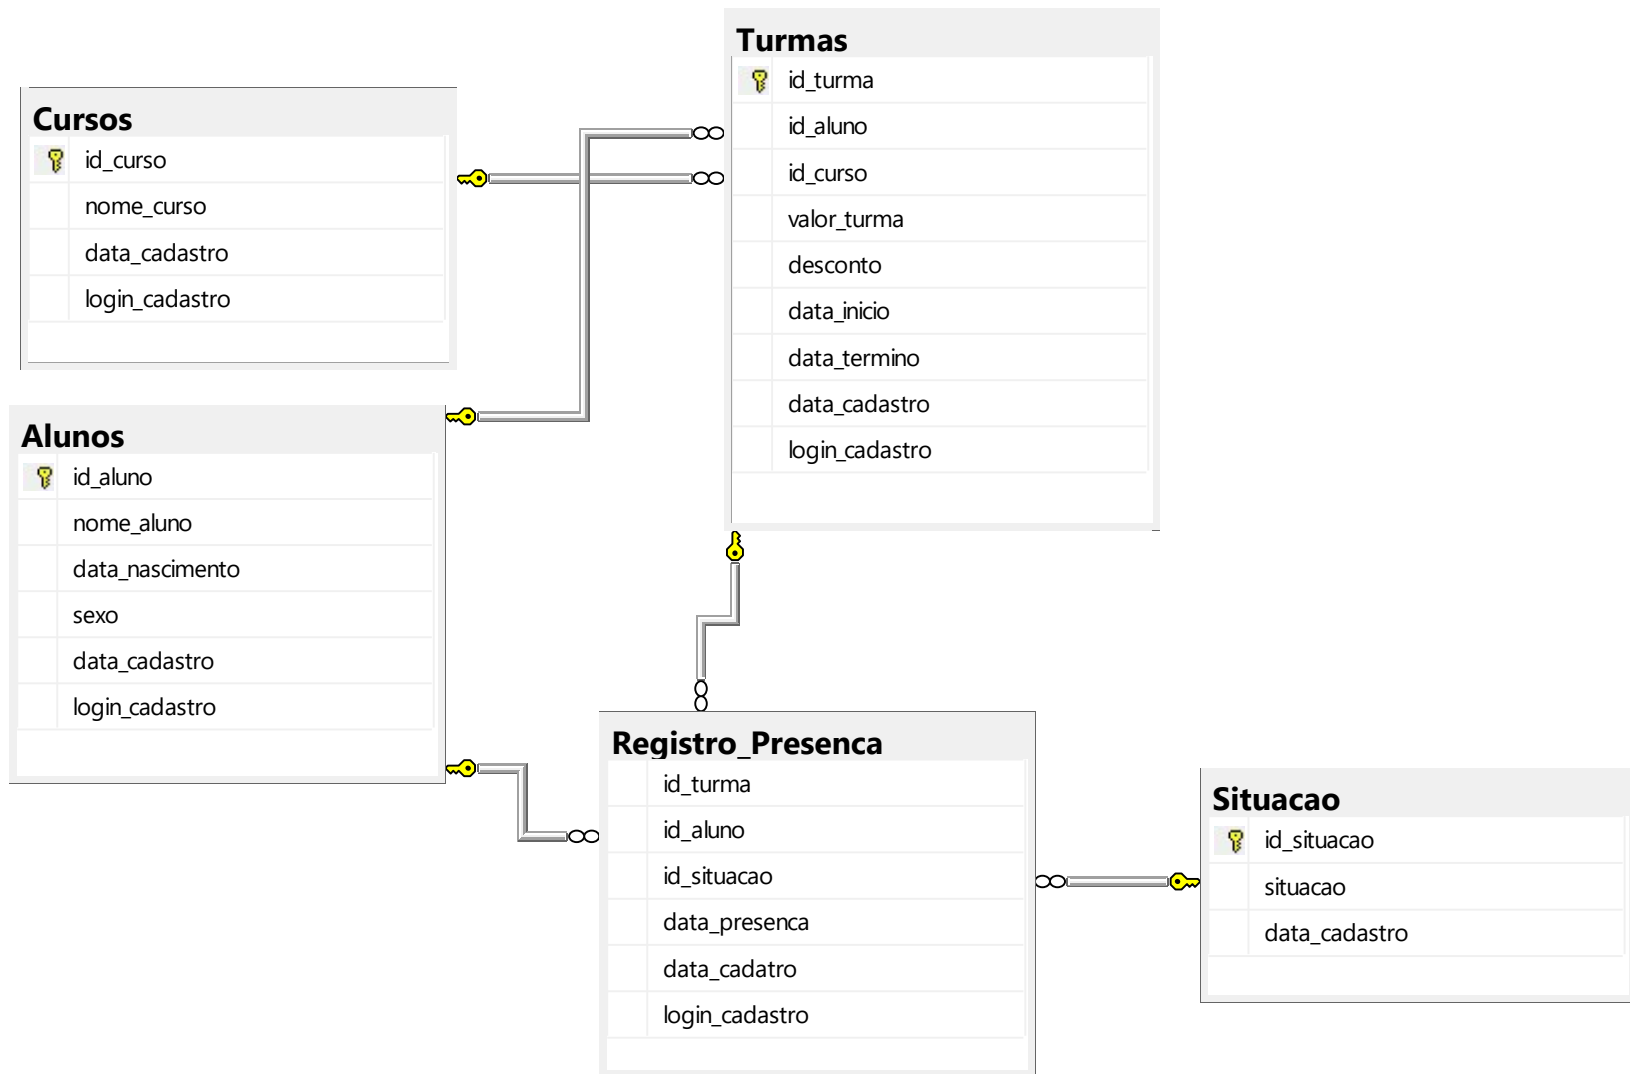 Cursos
id_curso
nome_curso
data_cadastro
login_cadastro
Alunos
id_aluno
nome_aluno
data_nascimento
sexo
data_cadastro
login_cadastro
Turmas
id_turma
id_aluno
id_curso
valor_turma
desconto
data_inicio
data_termino
data_cadastro
login_cadastro
Registro_Presenca
id_turma
id_aluno
id_situacao
data_presenca
data_cadatro
login_cadastro
Situacao
id_situacao
situacao
data_cadastro